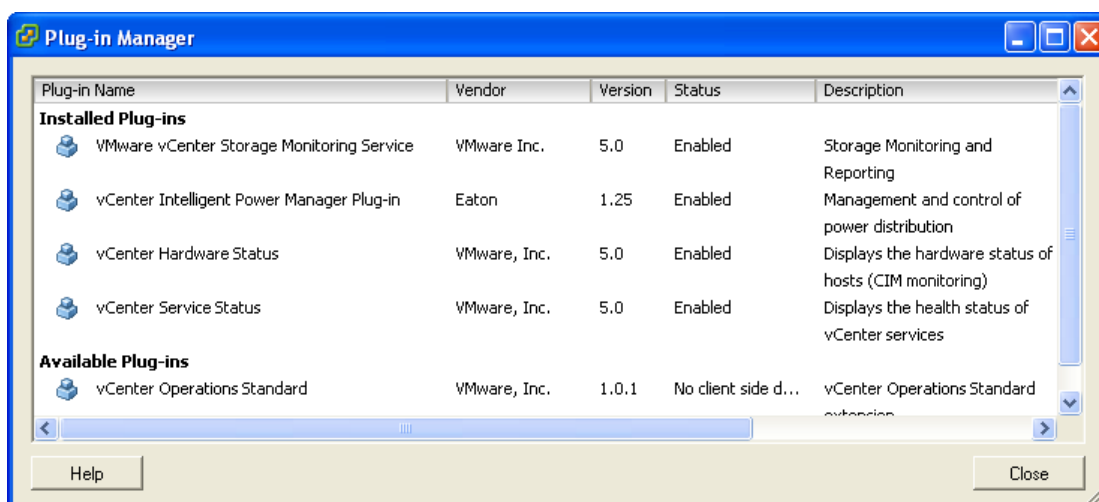 Plug-in Manager
Plug-in Name Vendor Version Status Description
Installed Plug-ins
VMware vCenter Storage Monitoring Service VMware Inc. 5.0 Enabled Storage Monitoring and
Reporting
vCenter Intelligent Power Manager Plug-in Eaton 1.25 Enabled Management and control of
power distribution
vCenter Hardware Status VMware, Inc. 5.0 Enabled Displays the hardware status of
hosts (CIM monitoring)
vCenter Service Status VMware, Inc. 5.0 Enabled Displays the health status of
vCenter services
Available Plug-ins
vCenter Operations Standard VMware, Inc. 1.0.1 No client side d... vCenter Operations Standard
extension
Help Close